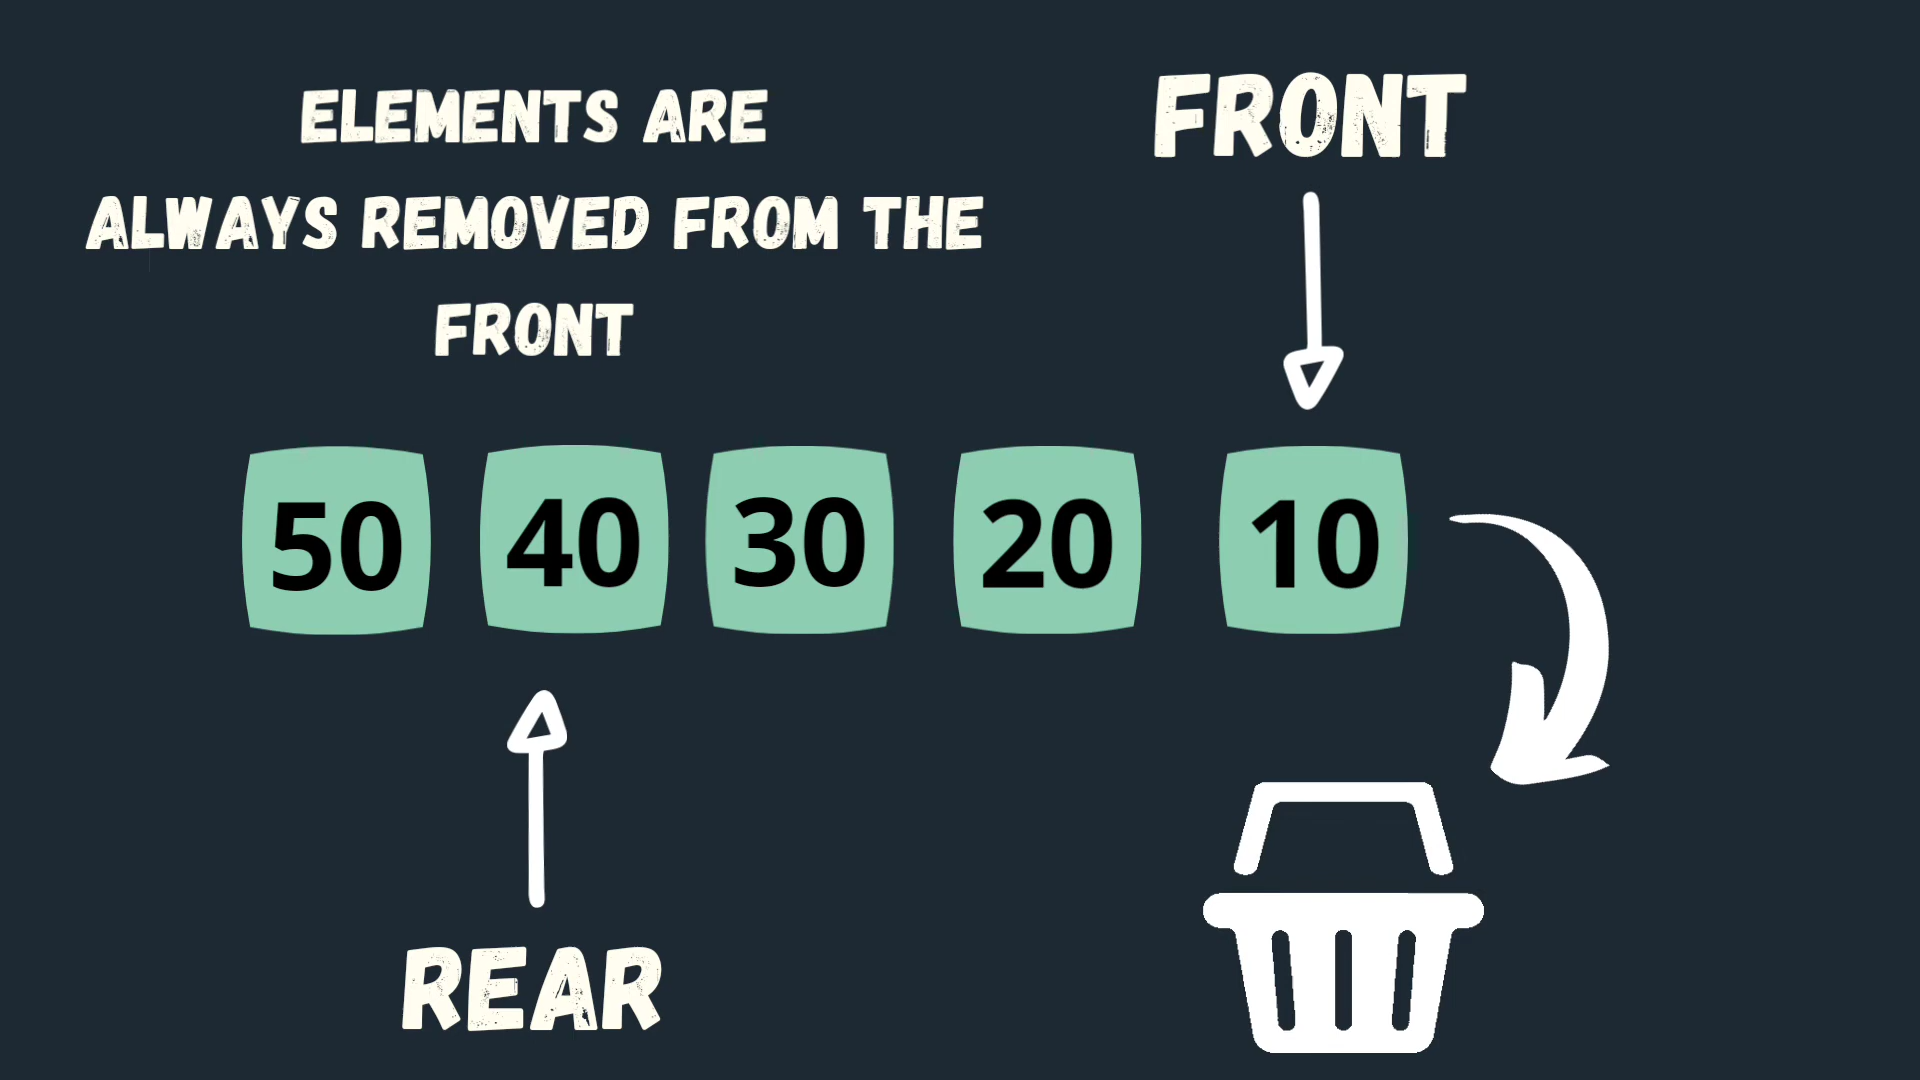 ELEMENTS ARE
ALWAYS REMOVED FROM THE
FRONT
FRONT
50 40 30 20 10
REAR